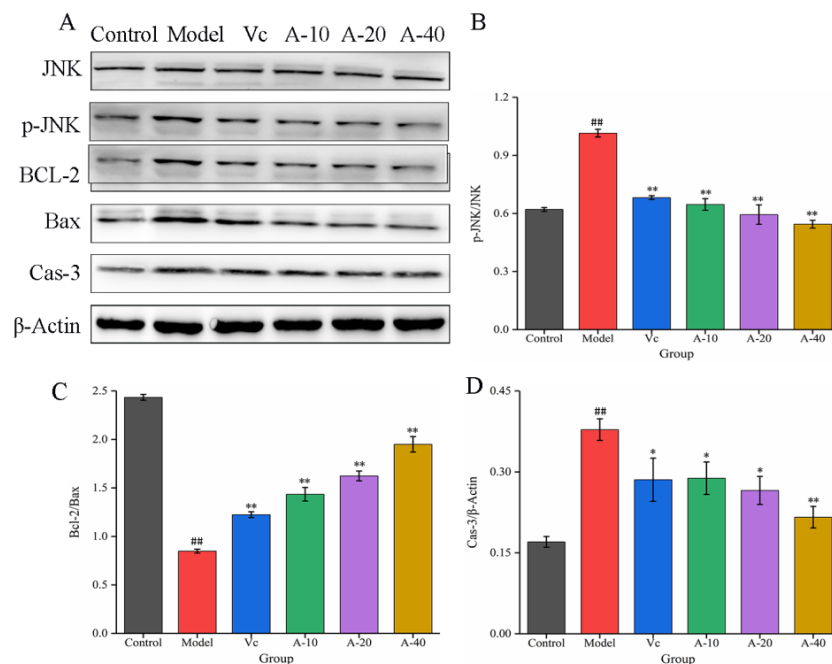 A
Control Model Vc A-10 A-20 A-40
JNK
p-JNK
BCL-2
Bax
Cas-3
β-Actin
B
p-JNK/JNK
1.2
0.9
0.6
0.3
0.0
##
**
**
**
**
Control Model Vc A-10 A-20 A-40
Group
C
Bcl-2/Bax
2.5
2.0
1.5
1.0
0.5
0.0
##
**
**
**
**
Control Model Vc A-10 A-20 A-40
Group
D
Cas-3/β-Actin
0.45
0.30
0.15
0.00
##
*
*
*
**
Control Model Vc A-10 A-20 A-40
Group